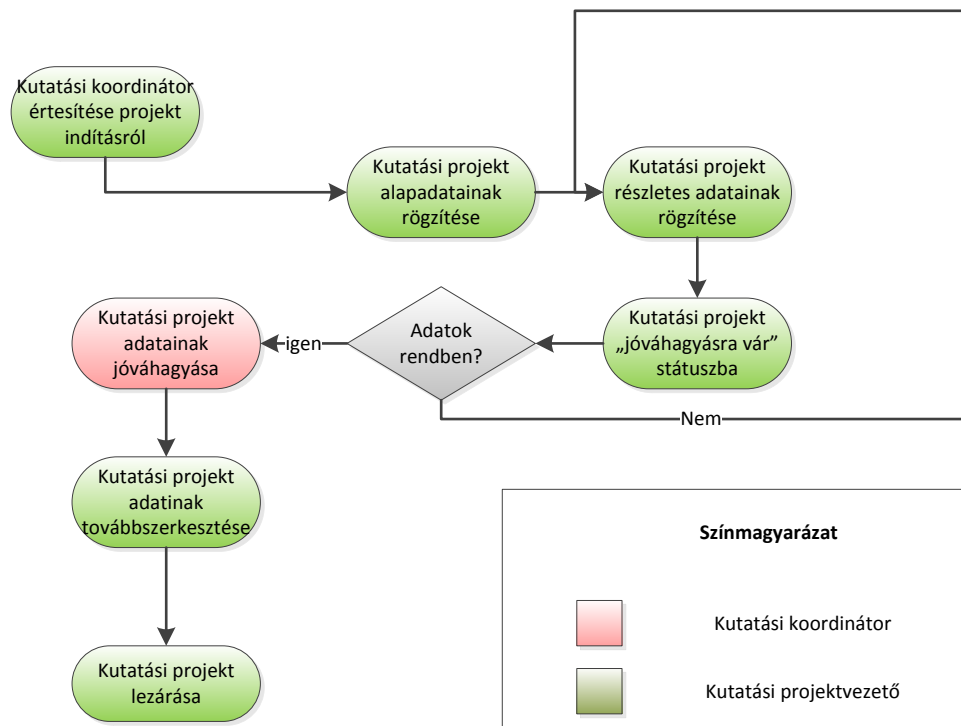 Kutatási koordinátor
értesítése projekt
indításról
Kutatási projekt
alapadatainak
rögzítése
Kutatási projekt
részletes adatainak
rögzítése
Kutatási projekt
adatainak
jóváhagyása
igen
Adatok
rendben?
Kutatási projekt
„jóváhagyásra vár”
státuszba
Nem
Kutatási projekt
adatinak
továbbszerkesztése
Kutatási projekt
lezárása
Színmagyarázat
Kutatási koordinátor
Kutatási projektvezető